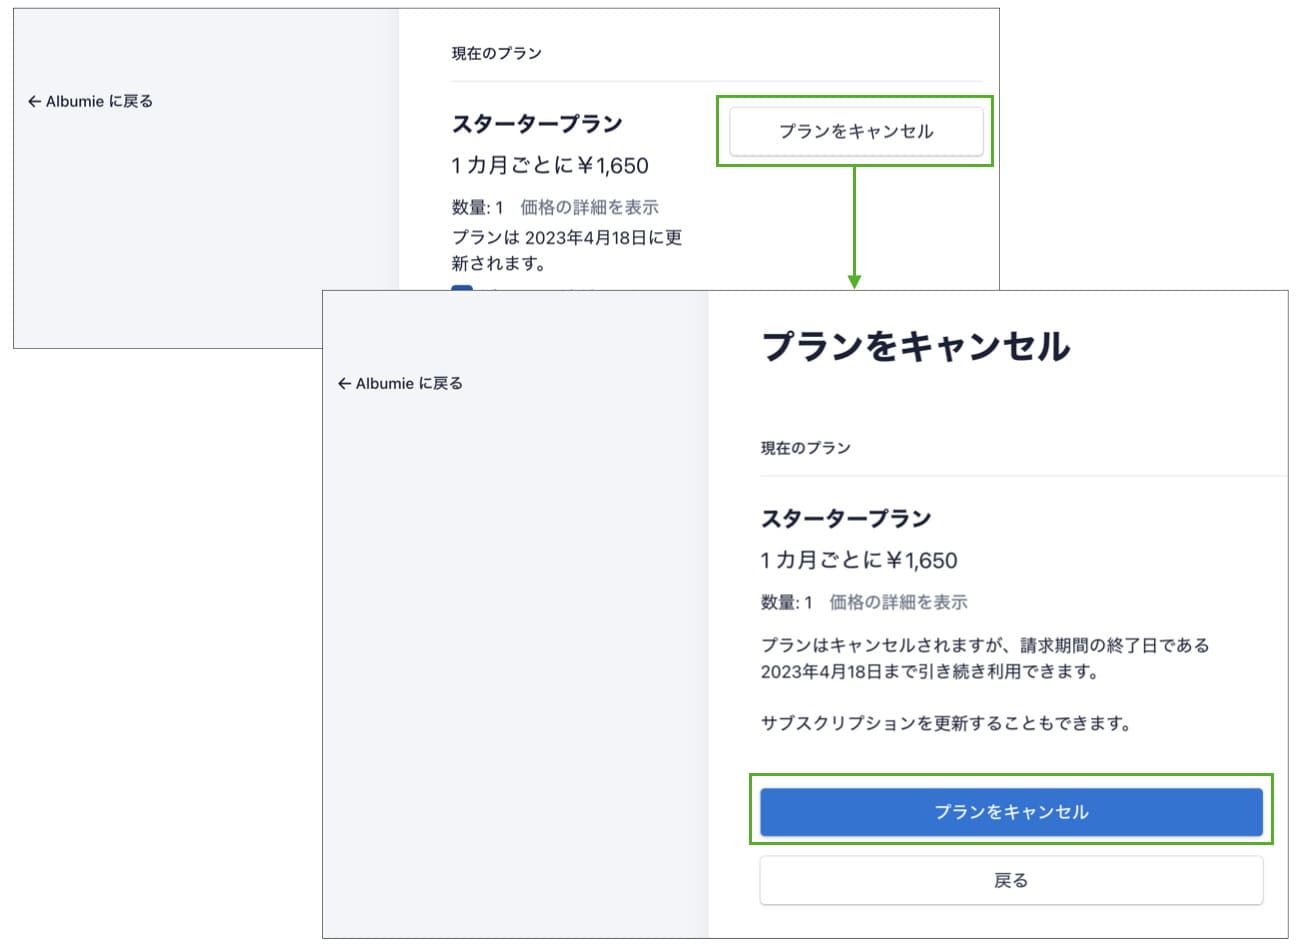 現在のプラン
← Albumie に戻る
スタータープラン
プランをキャンセル
1 カ月ごとに￥1,650
数量: 1 価格の詳細を表示
プランは 2023年4月18日に更
新されます。
プランをキャンセル
← Albumie に戻る
現在のプラン
スタータープラン
1 カ月ごとに￥1,650
数量: 1 価格の詳細を表示
プランはキャンセルされますが、請求期間の終了日である
2023年4月18日まで引き続き利用できます。
サブスクリプションを更新することもできます。
プランをキャンセル
戻る